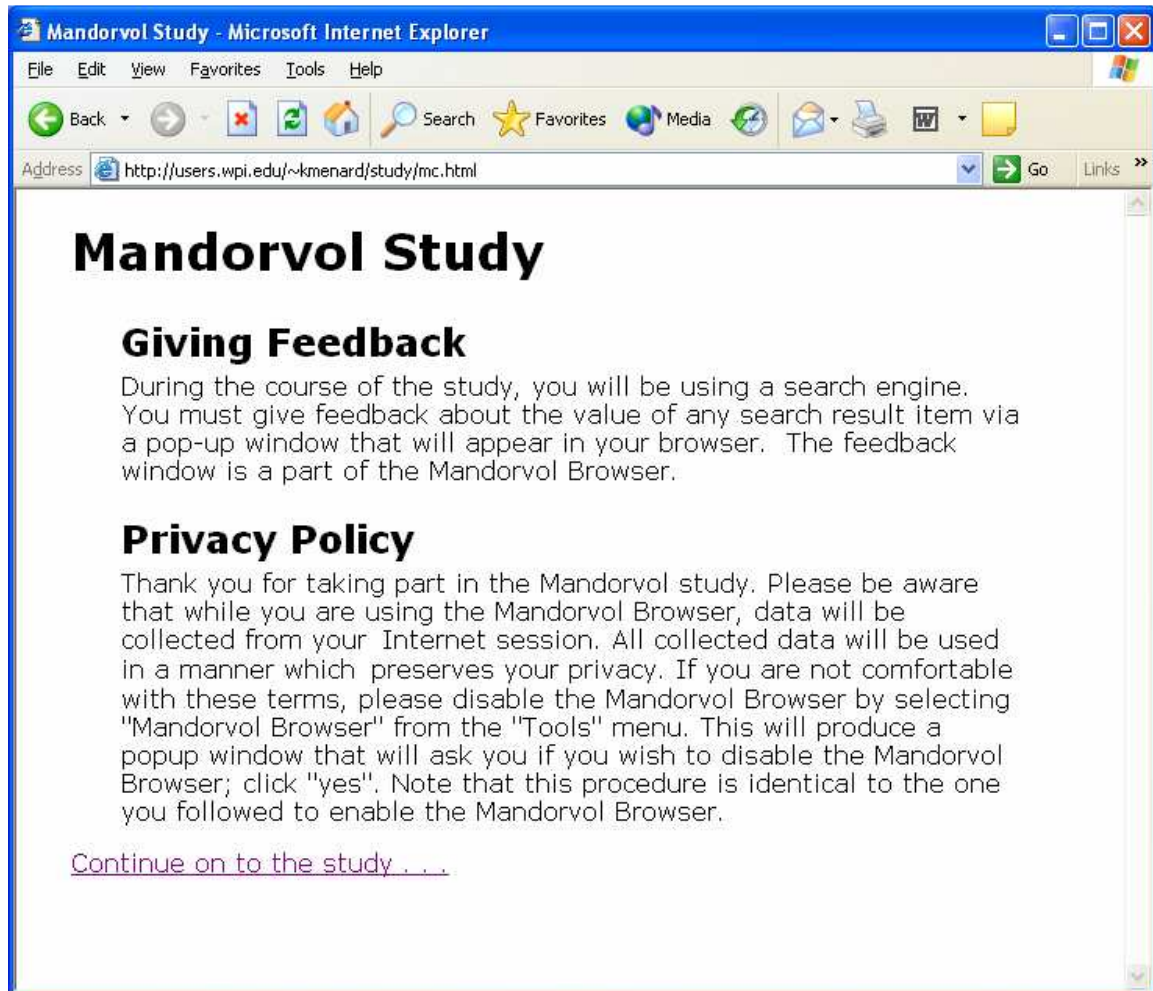 Mandorvol Study - Microsoft Internet Explorer
File Edit View Favorites Tools Help
Back Search Favorites Media W
Address http://users.wpi.edu/~kmenard/study/mc.html Go Links »
Mandorvol Study
Giving Feedback
During the course of the study, you will be using a search engine.
You must give feedback about the value of any search result item via
a pop-up window that will appear in your browser. The feedback
window is a part of the Mandorvol Browser.
Privacy Policy
Thank you for taking part in the Mandorvol study. Please be aware
that while you are using the Mandorvol Browser, data will be
collected from your Internet session. All collected data will be used
in a manner which preserves your privacy. If you are not comfortable
with these terms, please disable the Mandorvol Browser by selecting
"Mandorvol Browser" from the "Tools" menu. This will produce a
popup window that will ask you if you wish to disable the Mandorvol
Browser; click "yes". Note that this procedure is identical to the one
you followed to enable the Mandorvol Browser.
Continue on to the study . . .